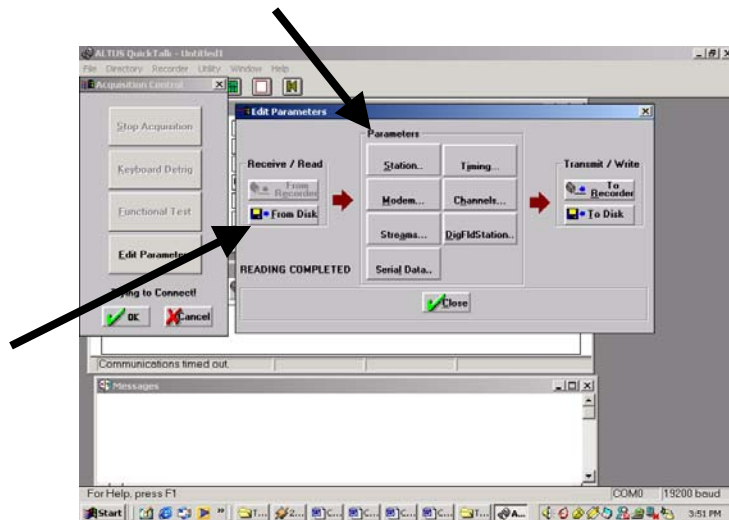 ALTUS QuickTalk - Untitled1
File Directory Recorder Utility Window Help
Acquisition Control
Stop Acquisition
Keyboard Detrig
Functional Test
Edit Parameters
Trying to Connect!
OK Cancel
Edit Parameters
Receive / Read
From Recorder
From Disk
READING COMPLETED
Parameters
Station.. Timing...
Modem... Channels...
Streams... DigFldStation..
Serial Data..
Transmit / Write
To Recorder
To Disk
Close
Communications timed out.
Messages
For Help, press F1 COM0 19200 baud
Start T... 2... C... C... C... C... T... A... 3:51 PM